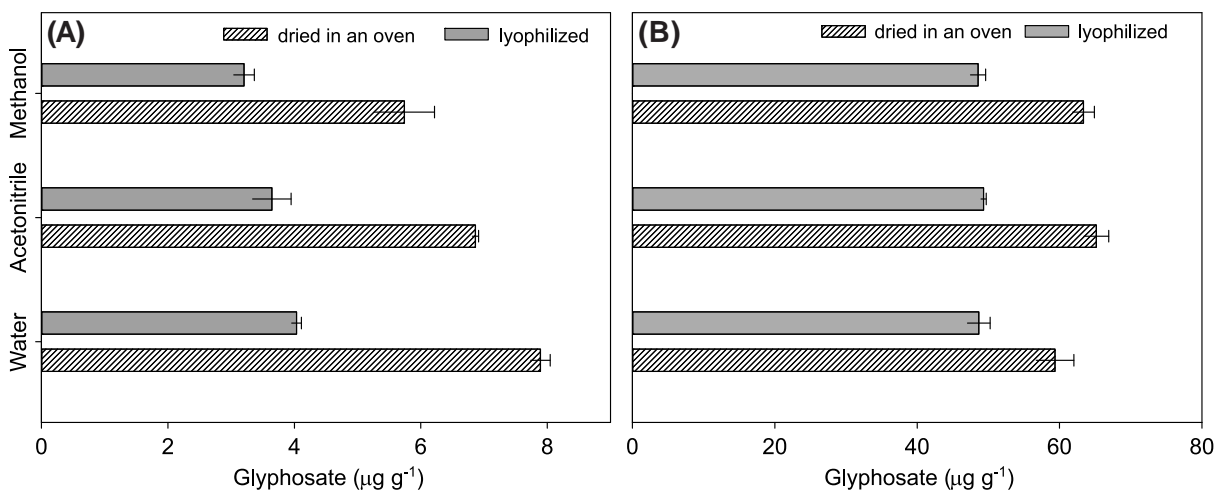 (A)
dried in an oven
lyophilized
Methanol
Acetonitrile
Water
0 2 4 6 8
Glyphosate (μg g⁻¹)
(B)
dried in an oven
lyophilized
0 20 40 60 80
Glyphosate (μg g⁻¹)